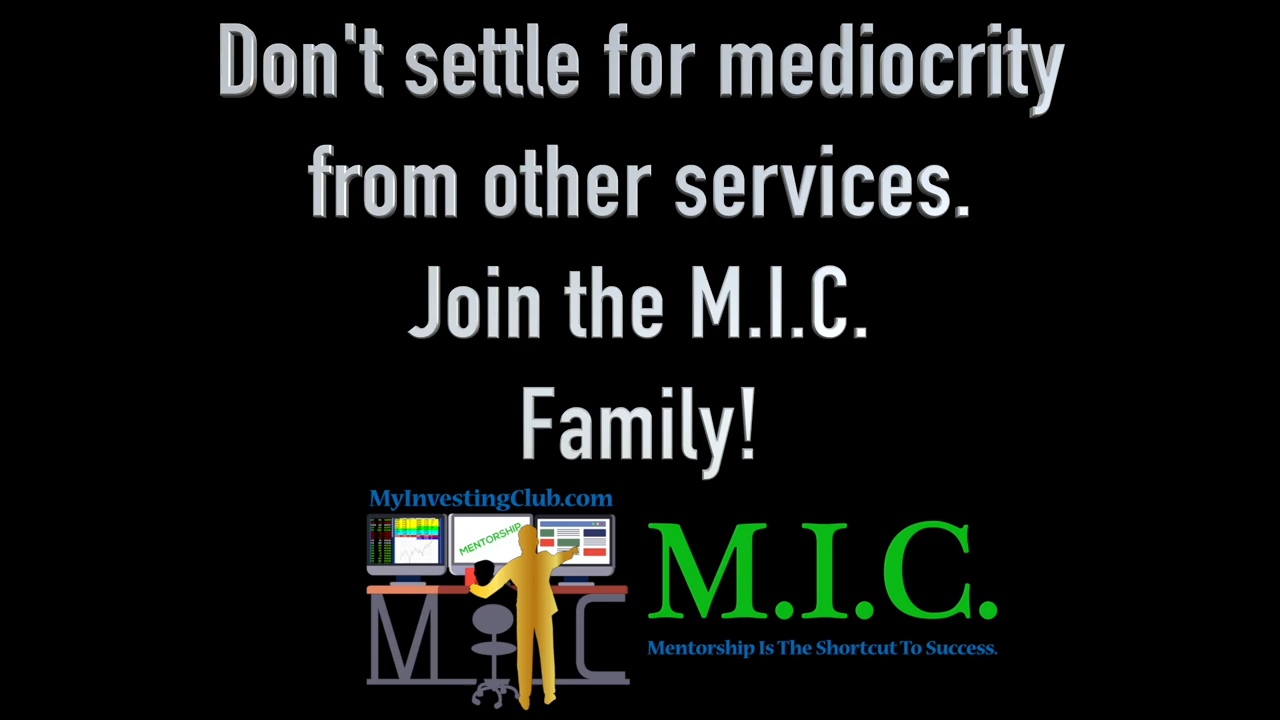 Don't settle for mediocrity
from other services.
Join the M.I.C.
Family!
MyInvestingClub.com
MENTORSHIP
M.I.C.
MIC
Mentorship Is The Shortcut To Success.